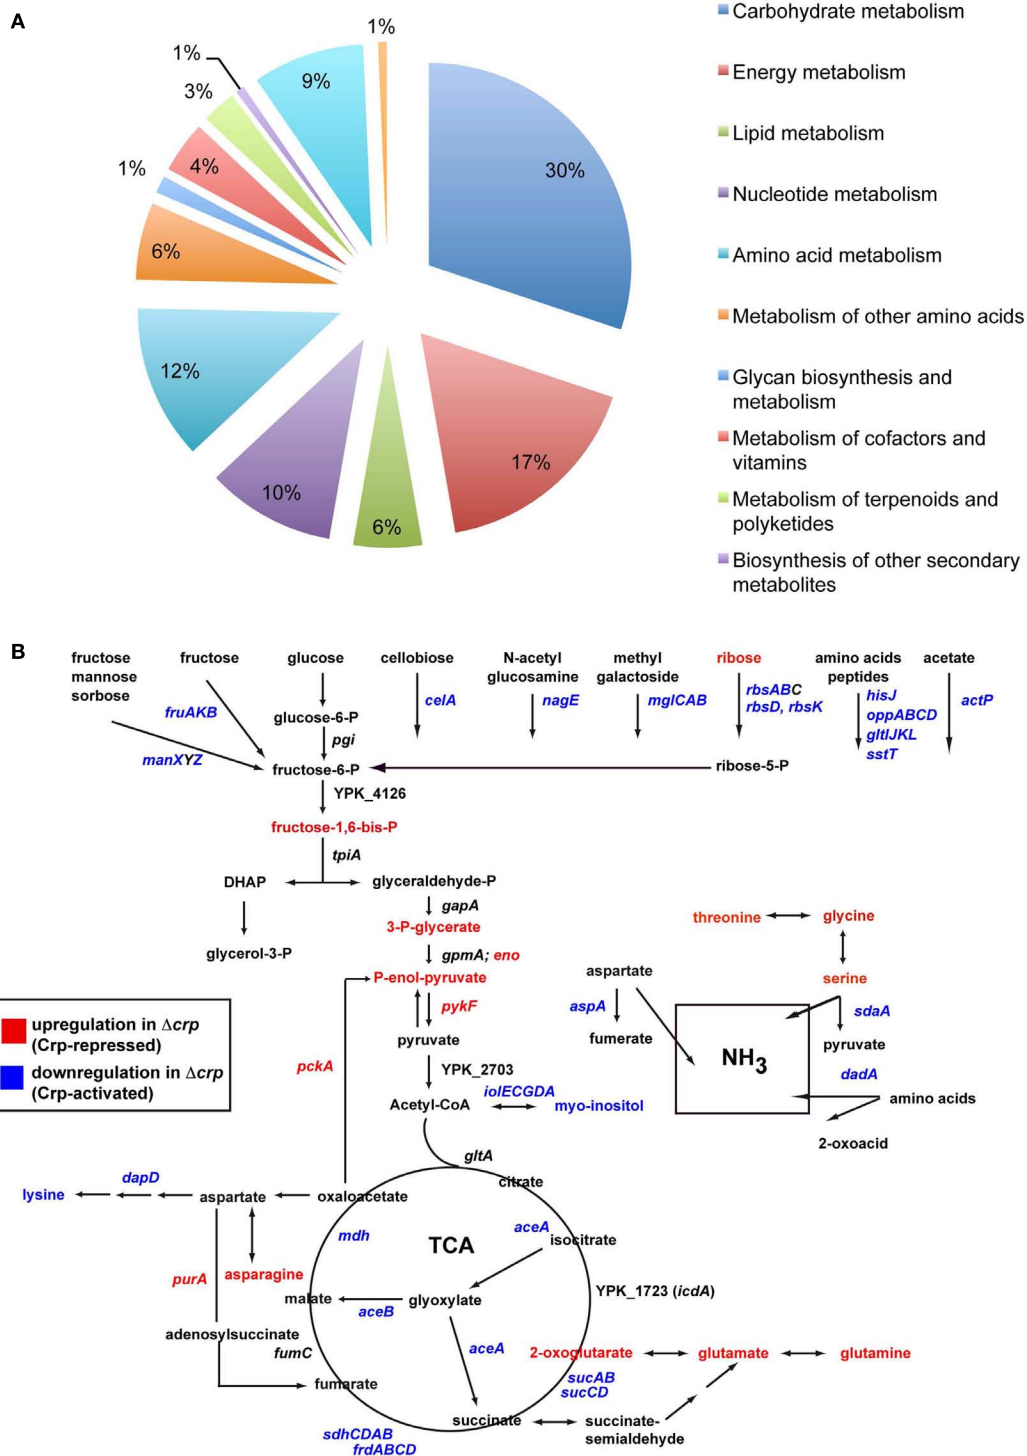 A
1%
1%
9%
3%
30%
4%
1%
6%
12%
17%
10%
6%
Carbohydrate metabolism
Energy metabolism
Lipid metabolism
Nucleotide metabolism
Amino acid metabolism
Metabolism of other amino acids
Glycan biosynthesis and
metabolism
Metabolism of cofactors and
vitamins
Metabolism of terpenoids and
polyketides
Biosynthesis of other secondary
metabolites
B
fructose
mannose
sorbose
fructose
glucose
cellobiose
N-acetyl
glucosamine
methyl
galactoside
ribose
amino acids
peptides
acetate
fruAKB
manXYZ
glucose-6-P
pgi
celA
nagE
mglCAB
rbsABC
rbsD, rbsK
hisJ
oppABCD
gltIJKL
sstT
actP
fructose-6-P
ribose-5-P
YPK_4126
fructose-1,6-bis-P
tpiA
DHAP
glyceraldehyde-P
gapA
3-P-glycerate
glycerol-3-P
gpmA; eno
P-enol-pyruvate
pykF
pyruvate
YPK_2703
pckA
Acetyl-CoA
iolECGDA
myo-inositol
threonine
glycine
serine
aspartate
aspA
fumerate
NH3
sdaA
pyruvate
dadA
amino acids
2-oxoacid
upregulation in Δcrp
(Crp-repressed)
downregulation in Δcrp
(Crp-activated)
gltA
citrate
lysine
dapD
aspartate
oxaloacetate
mdh
TCA
aceA
isocitrate
purA
asparagine
malate
aceB
glyoxylate
YPK_1723 (icdA)
adenosylsuccinate
fumC
aceA
2-oxoglutarate
glutamate
glutamine
sucAB
sucCD
fumarate
succinate
succinate-
semialdehyde
sdhCDAB
frdABCD